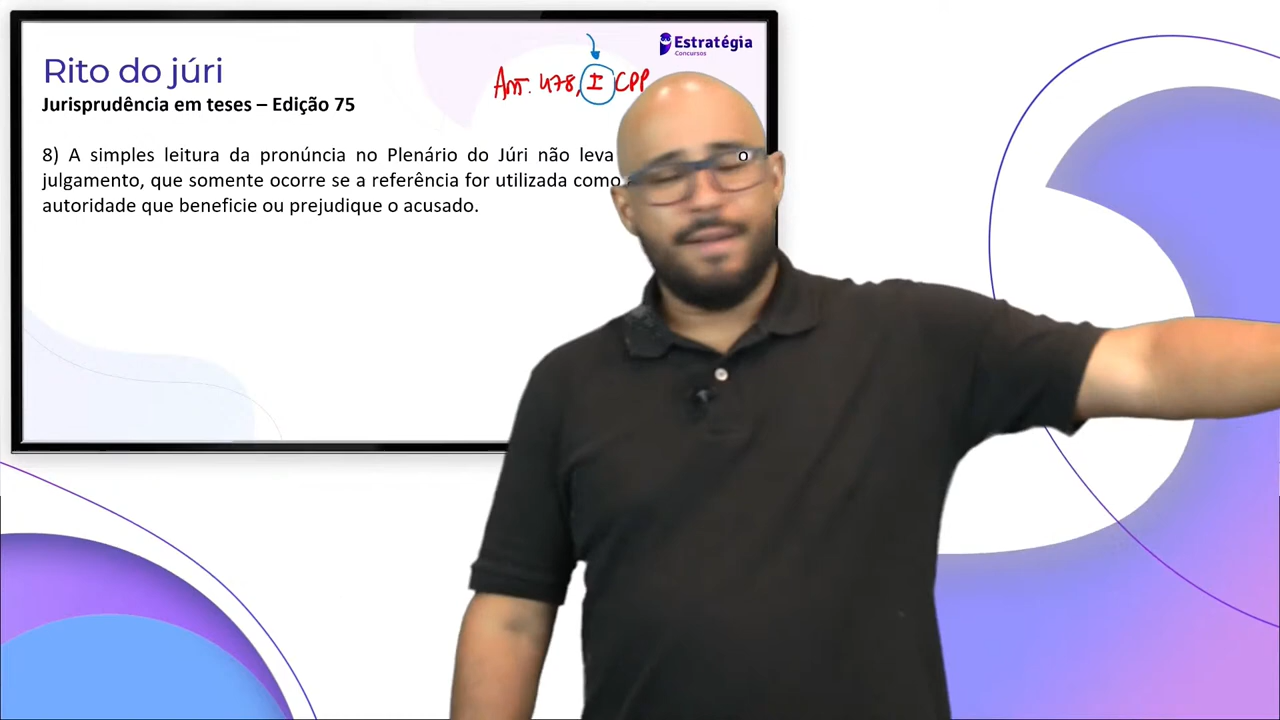 Estratégia
Concursos
Art. 478, I CPP
Rito do júri
Jurisprudência em teses – Edição 75
8) A simples leitura da pronúncia no Plenário do Júri não leva o
julgamento, que somente ocorre se a referência for utilizada como
autoridade que beneficie ou prejudique o acusado.